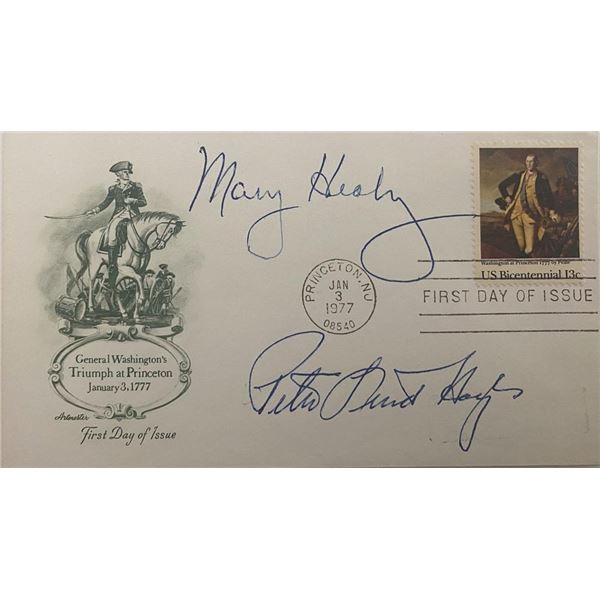 Mary Healy
Washington at Princeton 1777 by Peale
US Bicentennial 13c
PRINCETON, NJ
JAN
3
1977
08540
FIRST DAY OF ISSUE
General Washington's
Triumph at Princeton
January 3, 1777
Artmaster
First Day of Issue
Peter Lind Hayes